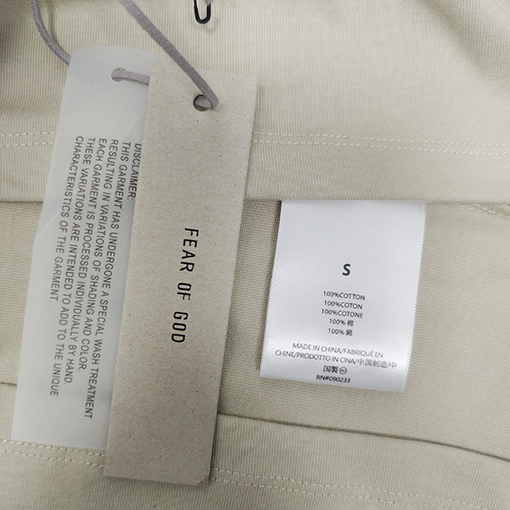 DISCLAIMER:
THIS GARMENT HAS UNDERGONE A SPECIAL WASH TREATMENT
RESULTING IN VARIATIONS OF SHADING AND COLOR.
EACH GARMENT IS PROCESSED INDIVIDUALLY BY HAND.
THESE VARIATIONS ARE INTENDED TO ADD TO THE UNIQUE
CHARACTERISTICS OF THE GARMENT.
FEAR OF GOD
S
100%COTTON
100%COTON
100%COTONE
100% 棉
100% 綿
MADE IN CHINA/FABRIQUÉ EN
CHINE/PRODOTTO IN CINA/中国制造/中
国製
RN#090233